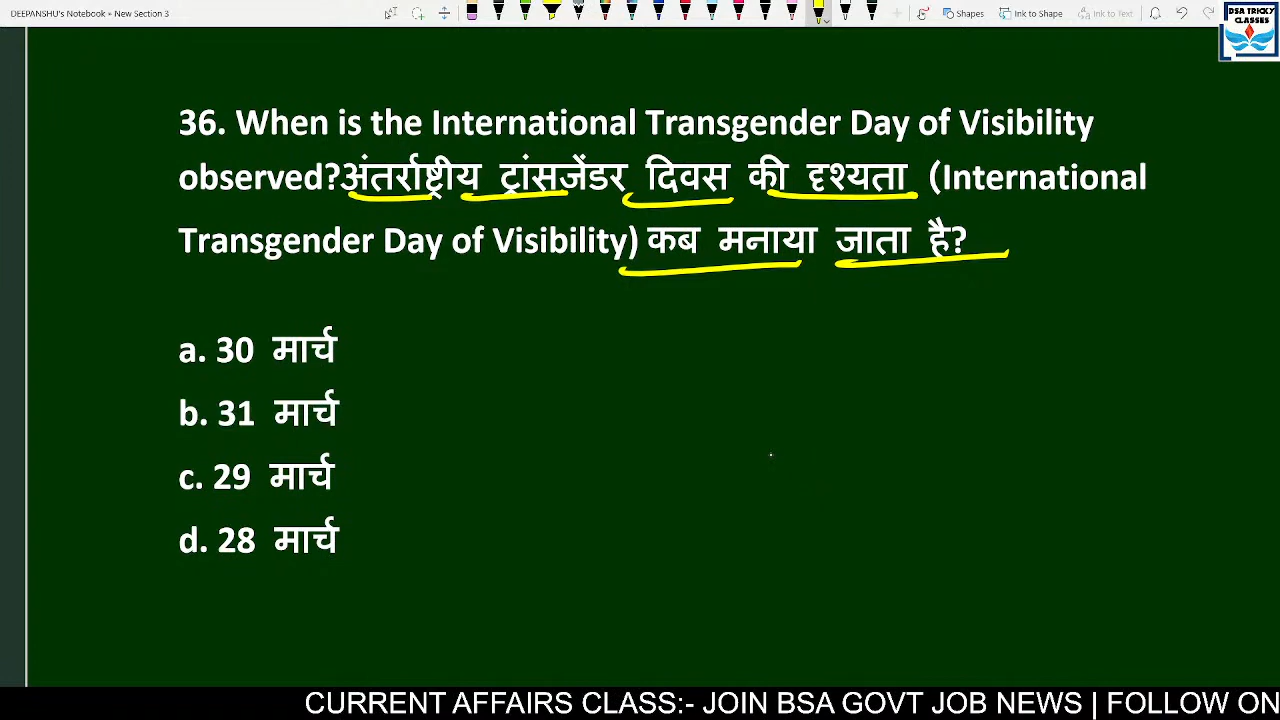 DEEPANSHU's Notebook » New Section 3
Shapes
Ink to Shape
Ink to Text
BSA TRICKY
CLASSES
36. When is the International Transgender Day of Visibility
observed?अंतर्राष्ट्रीय ट्रांसजेंडर दिवस की दृश्यता (International
Transgender Day of Visibility) कब मनाया जाता है?
a. 30 मार्च
b. 31 मार्च
c. 29 मार्च
d. 28 मार्च
CURRENT AFFAIRS CLASS:- JOIN BSA GOVT JOB NEWS | FOLLOW ON